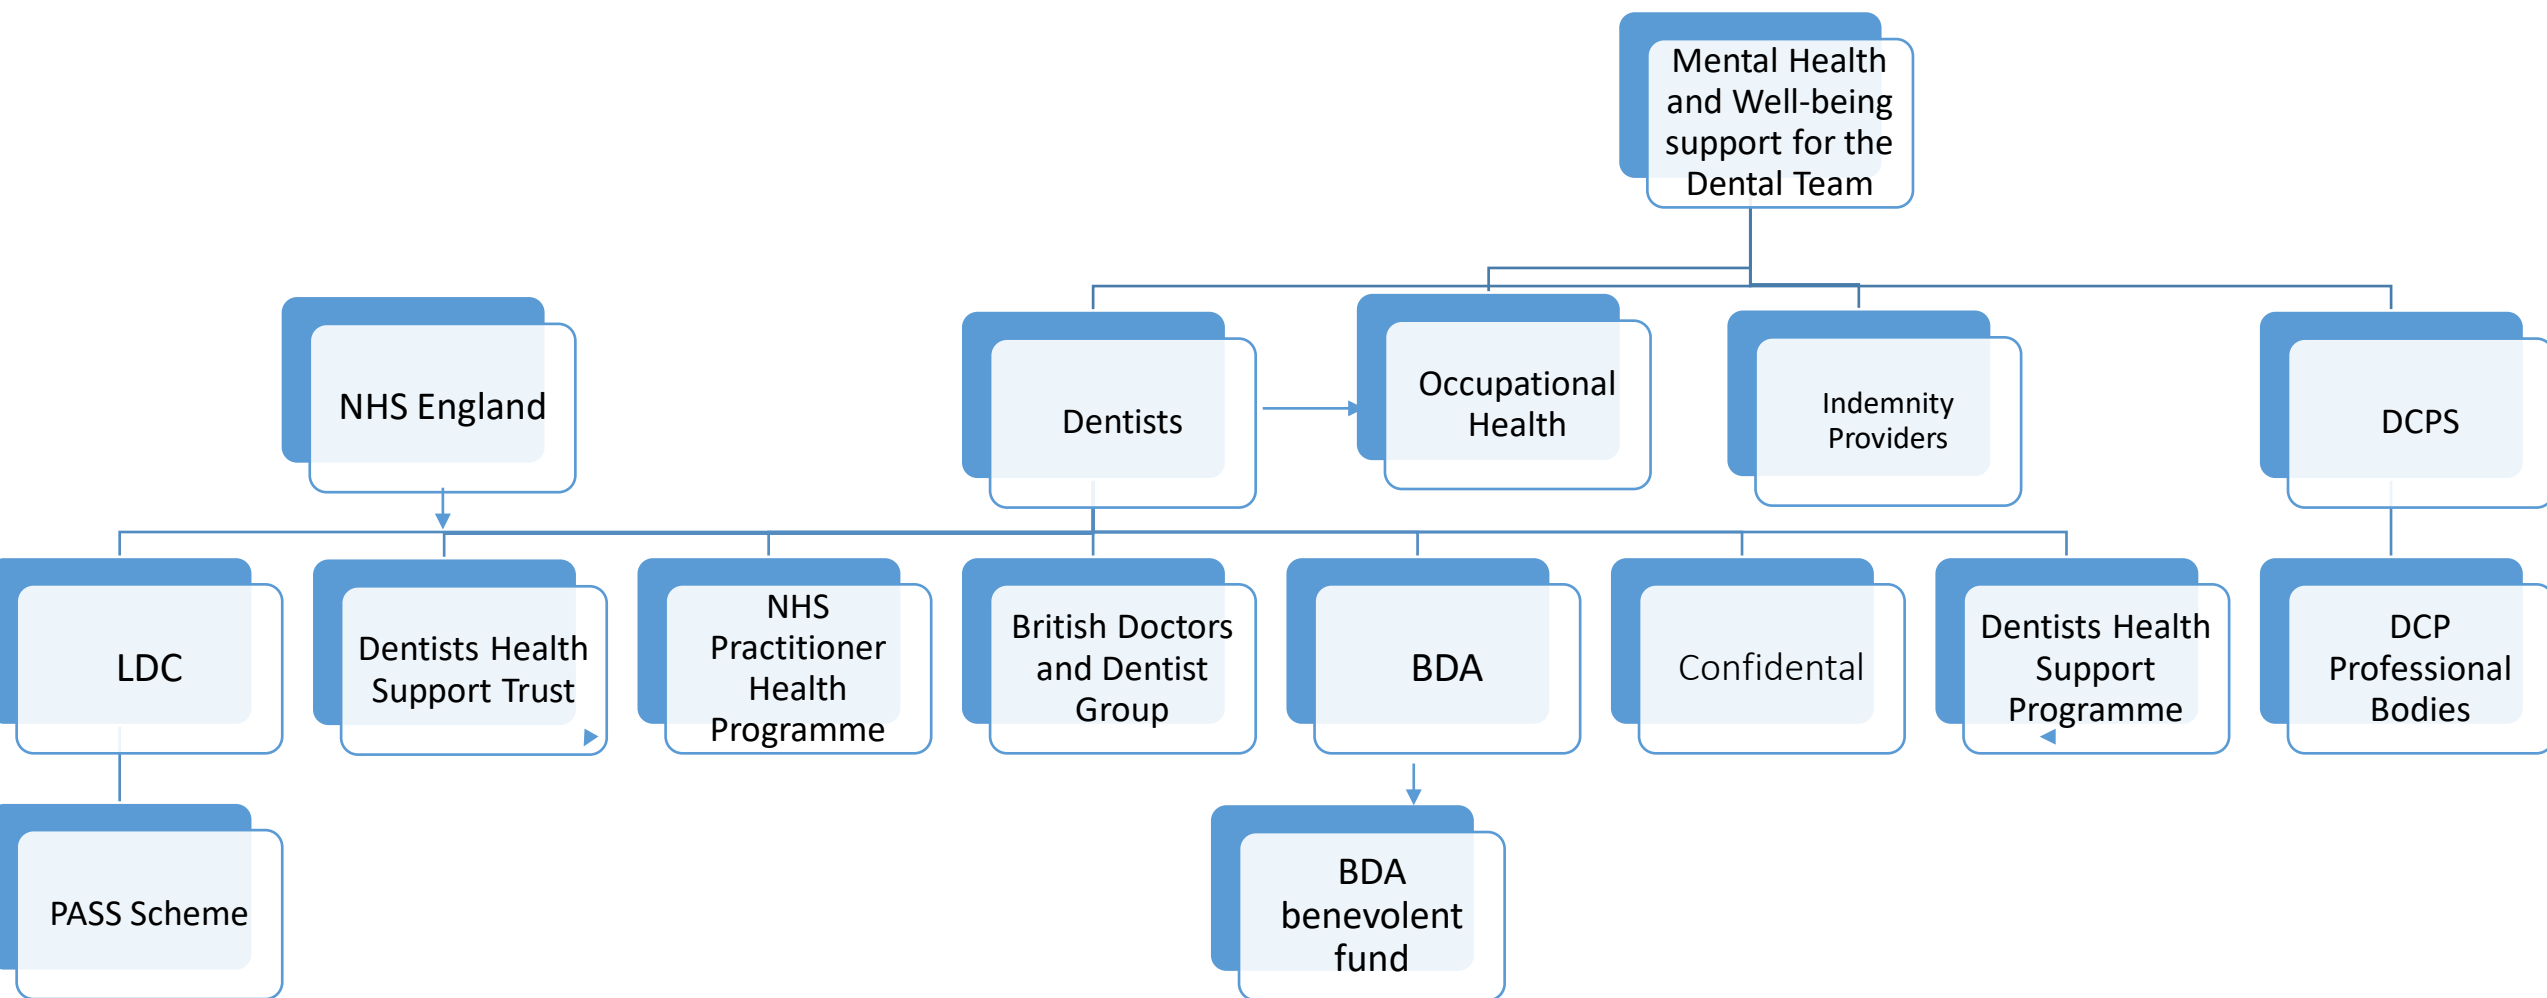 Mental Health
and Well-being
support for the
Dental Team
NHS England
Dentists
Occupational
Health
Indemnity
Providers
DCPS
LDC
Dentists Health
Support Trust
NHS
Practitioner
Health
Programme
British Doctors
and Dentist
Group
BDA
Confidental
Dentists Health
Support
Programme
DCP
Professional
Bodies
PASS Scheme
BDA
benevolent
fund